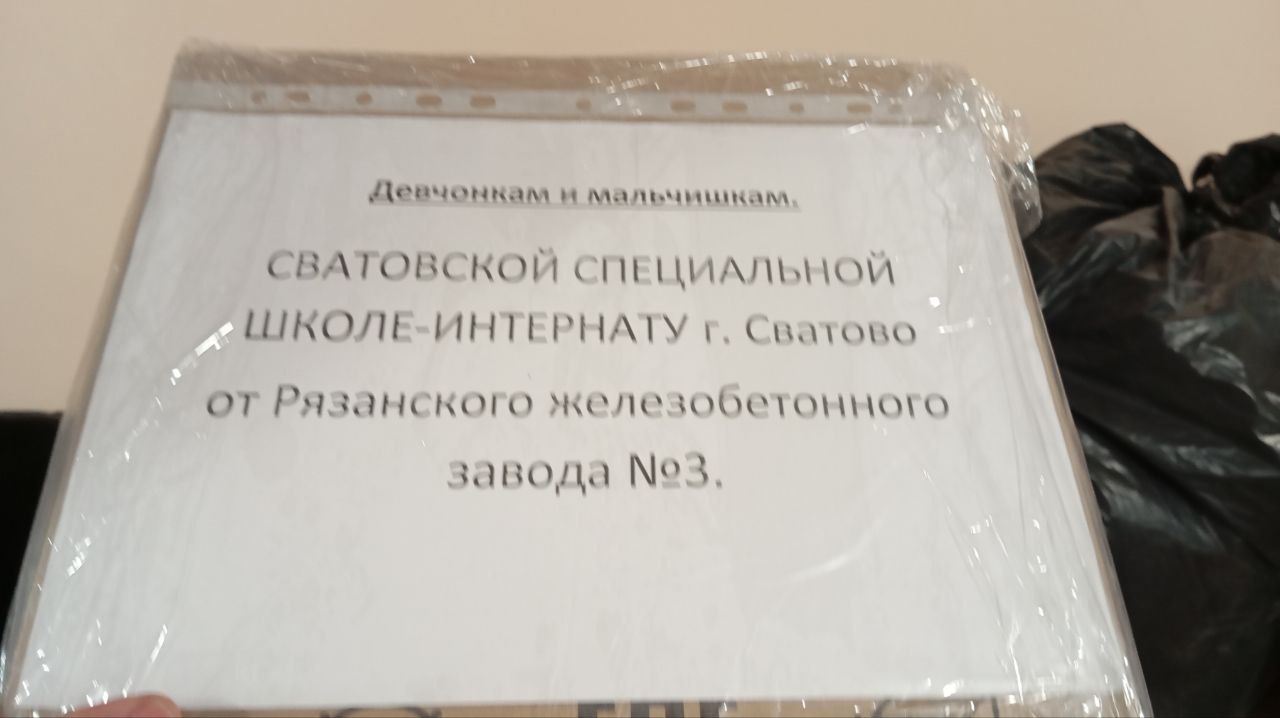 Девчонкам и мальчишкам.
СВАТОВСКОЙ СПЕЦИАЛЬНОЙ
ШКОЛЕ-ИНТЕРНАТУ г. Сватово
от Рязанского железобетонного
завода №3.